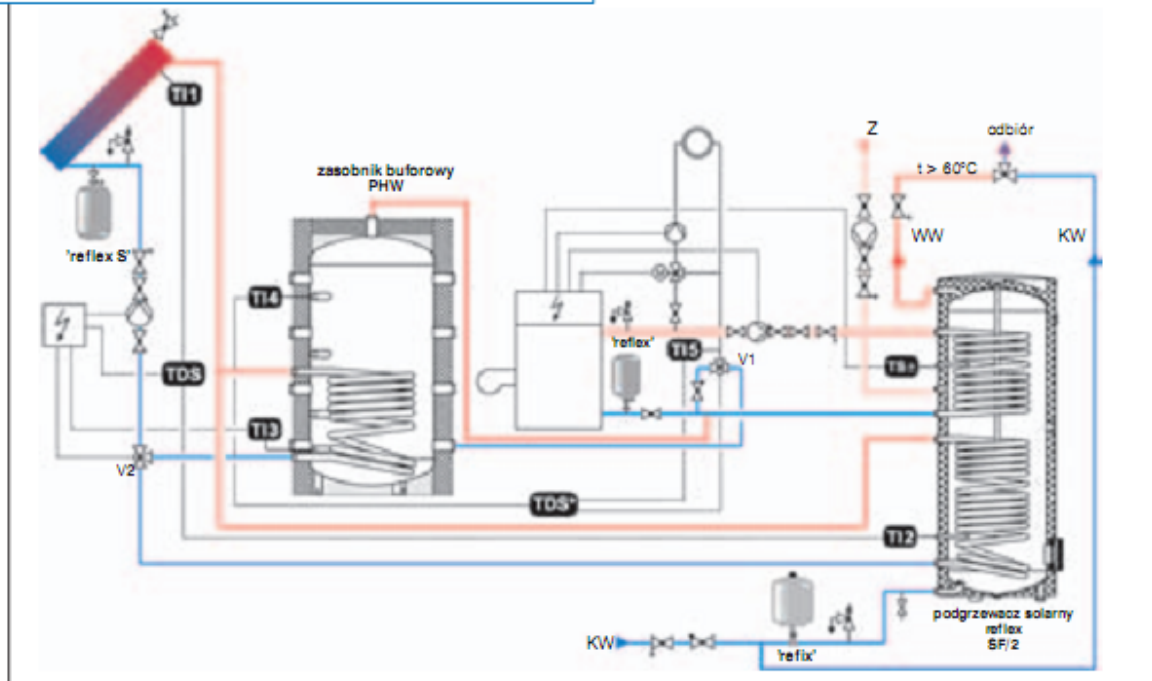 TI1
Z
odbiór
zasobnik buforowy
PHW
t > 60°C
WW
KW
'reflex S'
TI4
'reflex'
TI5
V1
TDS
TI3
V2
TDS*
TI2
podgrzewacz solarny
reflex
SF/2
KW
'refix'